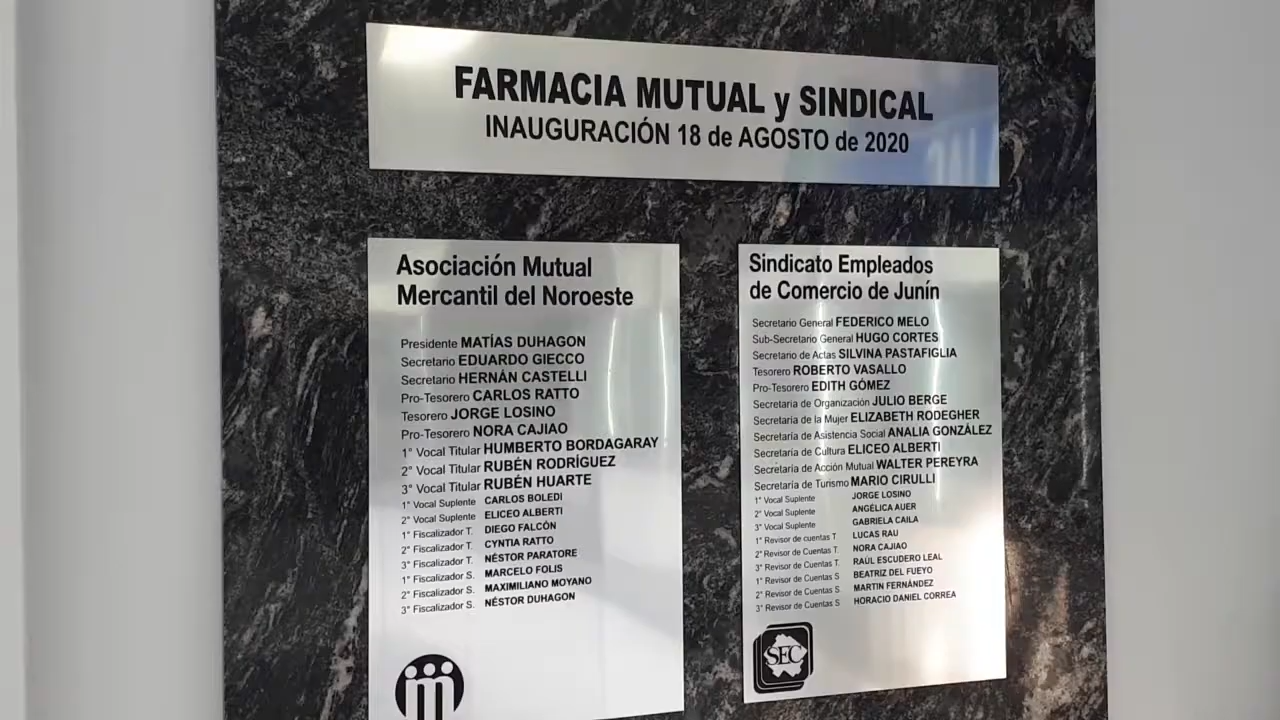 FARMACIA MUTUAL y SINDICAL
INAUGURACIÓN 18 de AGOSTO de 2020
Asociación Mutual
Mercantil del Noroeste
Presidente MATÍAS DUHAGON
Secretario EDUARDO GIECCO
Secretario HERNÁN CASTELLI
Pro-Tesorero CARLOS RATTO
Tesorero JORGE LOSINO
Pro-Tesorero NORA CAJIAO
1° Vocal Titular HUMBERTO BORDAGARAY
2° Vocal Titular RUBÉN RODRÍGUEZ
3° Vocal Titular RUBÉN HUARTE
1° Vocal Suplente CARLOS BOLEDI
2° Vocal Suplente ELICEO ALBERTI
1° Fiscalizador T. DIEGO FALCÓN
2° Fiscalizador T. CYNTIA RATTO
3° Fiscalizador T. NÉSTOR PARATORE
1° Fiscalizador S. MARCELO FOLIS
2° Fiscalizador S. MAXIMILIANO MOYANO
3° Fiscalizador S. NÉSTOR DUHAGON
Sindicato Empleados
de Comercio de Junín
Secretario General FEDERICO MELO
Sub-Secretario General HUGO CORTES
Secretario de Actas SILVINA PASTAFIGLIA
Tesorero ROBERTO VASALLO
Pro-Tesorero EDITH GÓMEZ
Secretaria de Organización JULIO BERGE
Secretaria de la Mujer ELIZABETH RODEGHER
Secretaria de Asistencia Social ANALIA GONZÁLEZ
Secretaria de Cultura ELICEO ALBERTI
Secretaria de Acción Mutual WALTER PEREYRA
Secretaria de Turismo MARIO CIRULLI
1° Vocal Suplente JORGE LOSINO
2° Vocal Suplente ANGÉLICA AUER
3° Vocal Suplente GABRIELA CAILA
1° Revisor de cuentas T LUCAS RAU
2° Revisor de Cuentas T. NORA CAJIAO
3° Revisor de Cuentas T. RAÚL ESCUDERO LEAL
1° Revisor de Cuentas S BEATRIZ DEL FUEYO
2° Revisor de Cuentas S. MARTIN FERNÁNDEZ
3° Revisor de Cuentas S HORACIO DANIEL CORREA
SEC